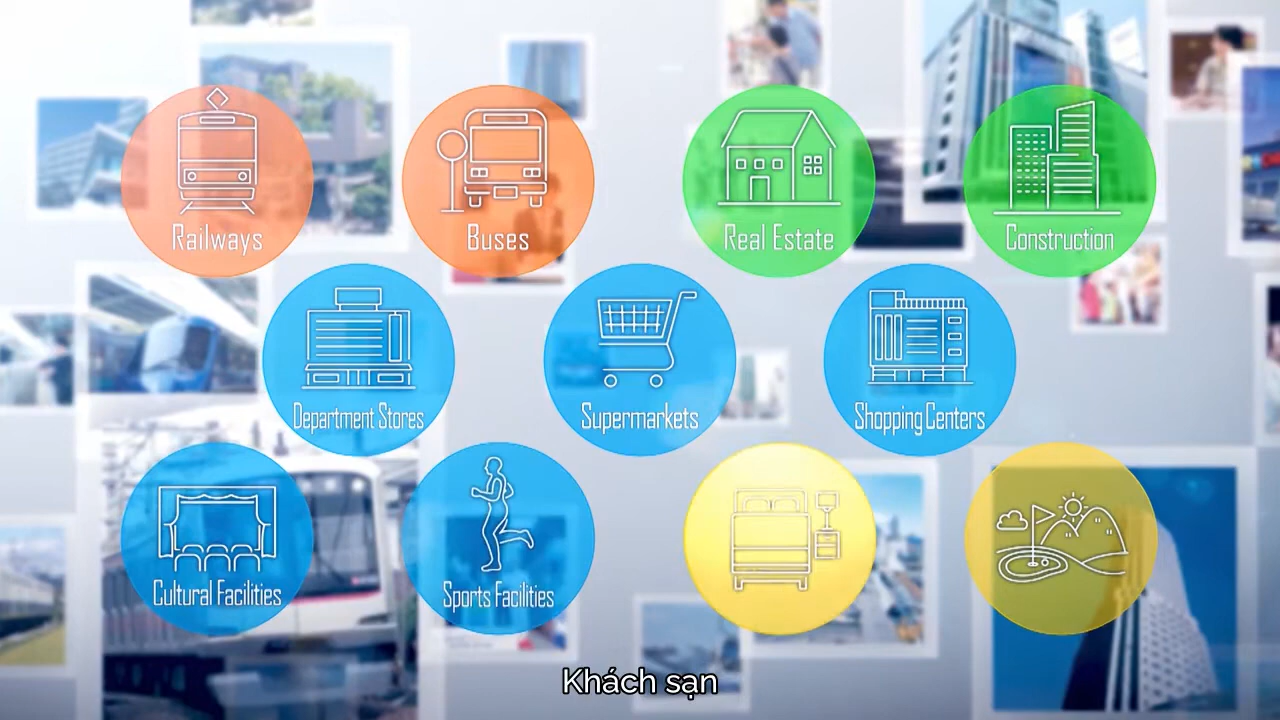 Railways
Buses
Real Estate
Construction
Department Stores
Supermarkets
Shopping Centers
Cultural Facilities
Sports Facilities
Khách sạn